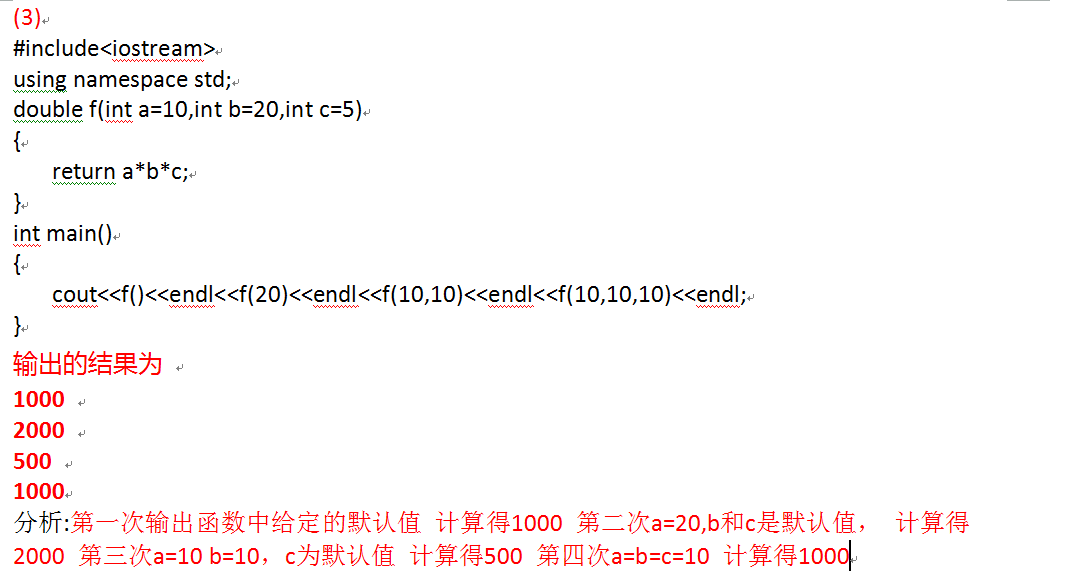 (3)
#include<iostream>
using namespace std;
double f(int a=10,int b=20,int c=5)
{
return a*b*c;
}
int main()
{
cout<<f()<<endl<<f(20)<<endl<<f(10,10)<<endl<<f(10,10,10)<<endl;
}
输出的结果为
1000
2000
500
1000
分析:第一次输出函数中给定的默认值 计算得1000 第二次a=20,b和c是默认值， 计算得
2000 第三次a=10 b=10，c为默认值 计算得500 第四次a=b=c=10 计算得1000